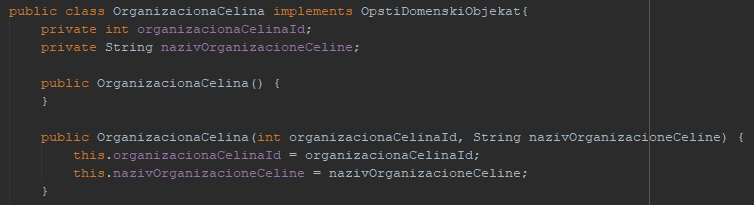 public class OrganizacionaCelina implements OpstiDomenskiObjekat{
    private int organizacionaCelinaId;
    private String nazivOrganizacioneCeline;

    public OrganizacionaCelina() {
    }

    public OrganizacionaCelina(int organizacionaCelinaId, String nazivOrganizacioneCeline) {
        this.organizacionaCelinaId = organizacionaCelinaId;
        this.nazivOrganizacioneCeline = nazivOrganizacioneCeline;
    }